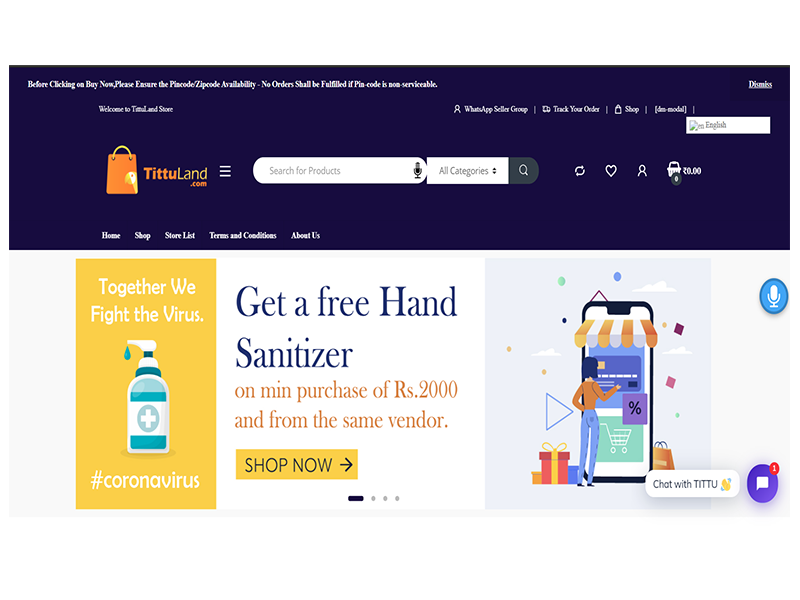 Before Clicking on Buy Now,Please Ensure the Pincode/Zipcode Availability - No Orders Shall be Fulfilled if Pin-code is non-serviceable. Dismiss
Welcome to TittuLand Store WhatsApp Seller Group | Track Your Order | Shop | [dm-modal] |
en English
TittuLand
.com
Search for Products All Categories
₹0.00
0
Home Shop Store List Terms and Conditions About Us
Together We
Fight the Virus.
#coronavirus
Get a free Hand
Sanitizer
on min purchase of Rs.2000
and from the same vendor.
SHOP NOW →
%
Chat with TITTU 👋
1